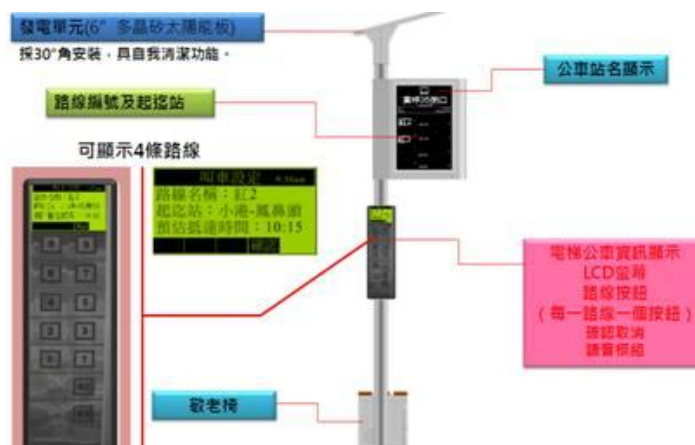 發電單元(6”多晶矽太陽能板)
採30°角安裝，具自我清潔功能。
公車站名顯示
路線編號及起迄站
可顯示4條路線
叫車設定
路線名稱：紅2
起迄站：小港-鳳鼻頭
預估抵達時間：10:15
確認
電梯公車資訊顯示
LCD螢幕
路線按鈕
(每一路線一個按鈕)
確認取消
語音模組
敬老椅